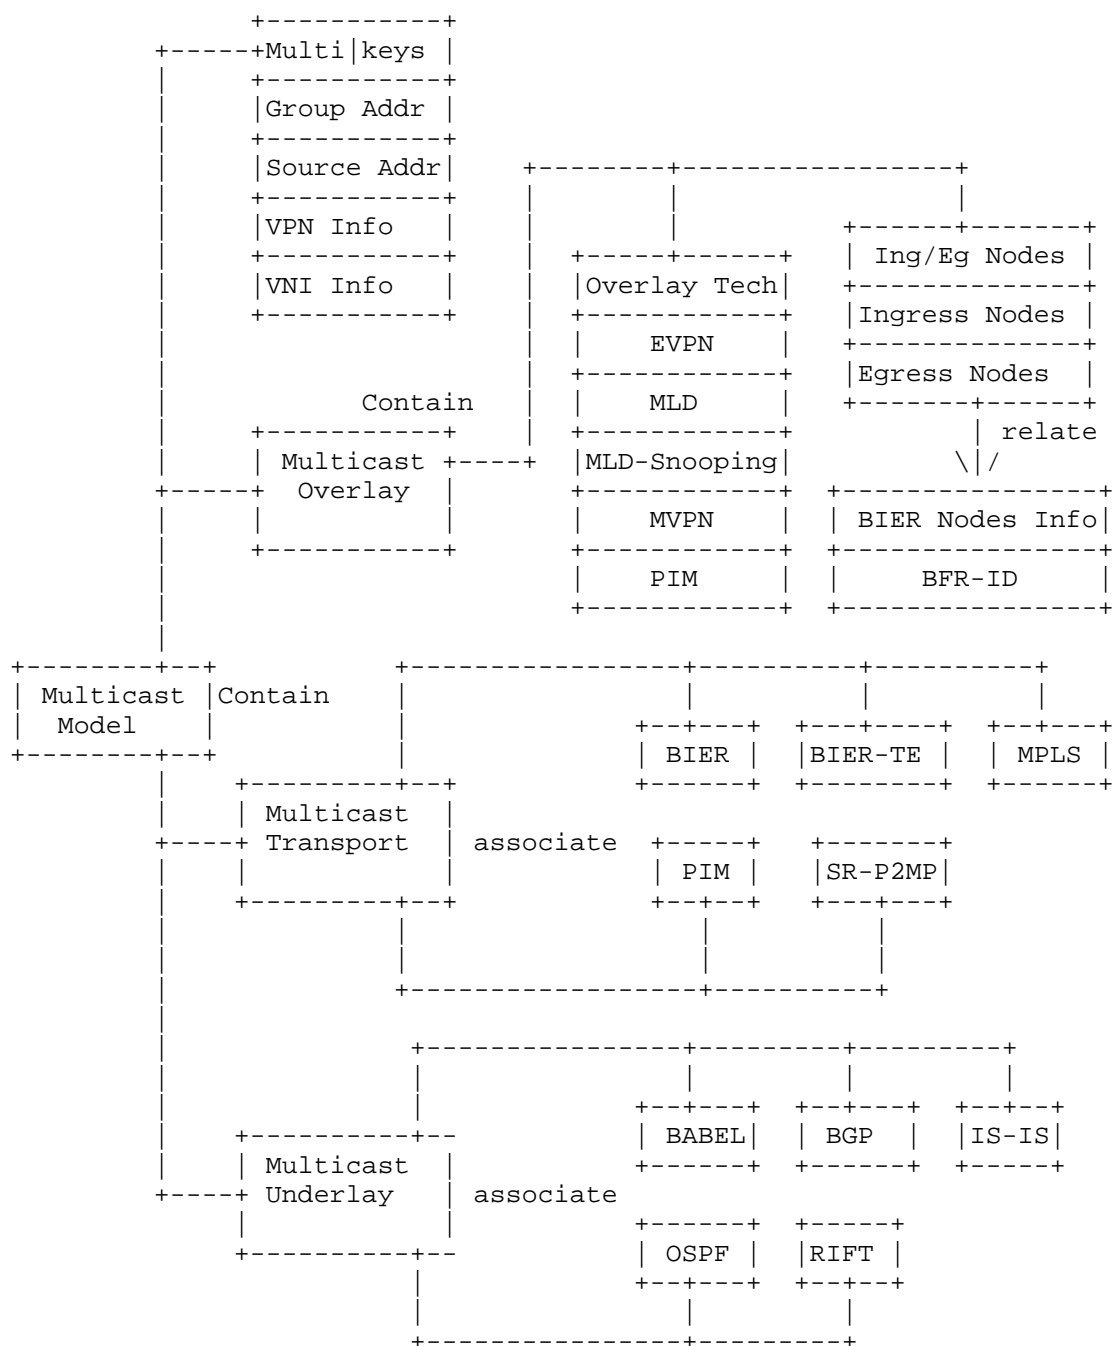 Multi|keys
Group Addr
Source Addr
VPN Info
VNI Info
Contain
Multicast
Overlay
Overlay Tech
EVPN
MLD
MLD-Snooping
MVPN
PIM
Ing/Eg Nodes
Ingress Nodes
Egress Nodes
relate
BIER Nodes Info
BFR-ID
Multicast
Model
Contain
Multicast
Transport
associate
BIER
BIER-TE
MPLS
PIM
SR-P2MP
Multicast
Underlay
associate
BABEL
BGP
IS-IS
OSPF
RIFT